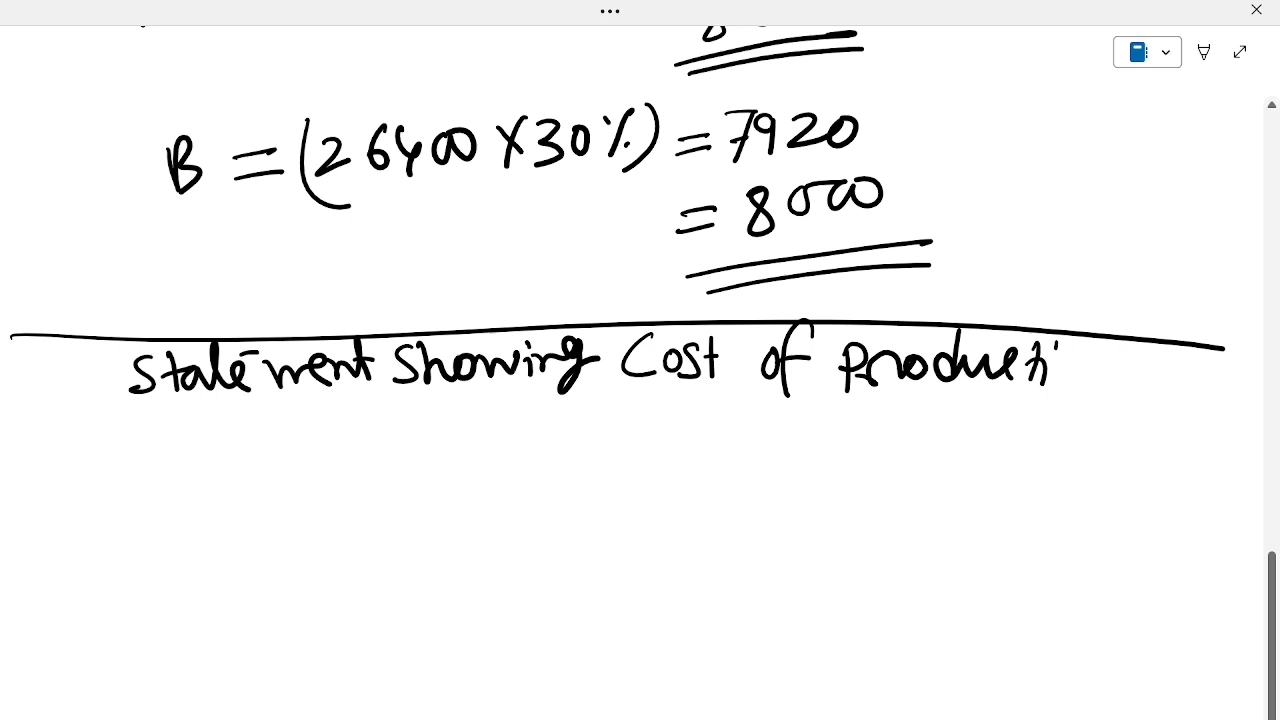 B = (26400 X 30%) = 7920
= 8000
Statement Showing Cost of Producti